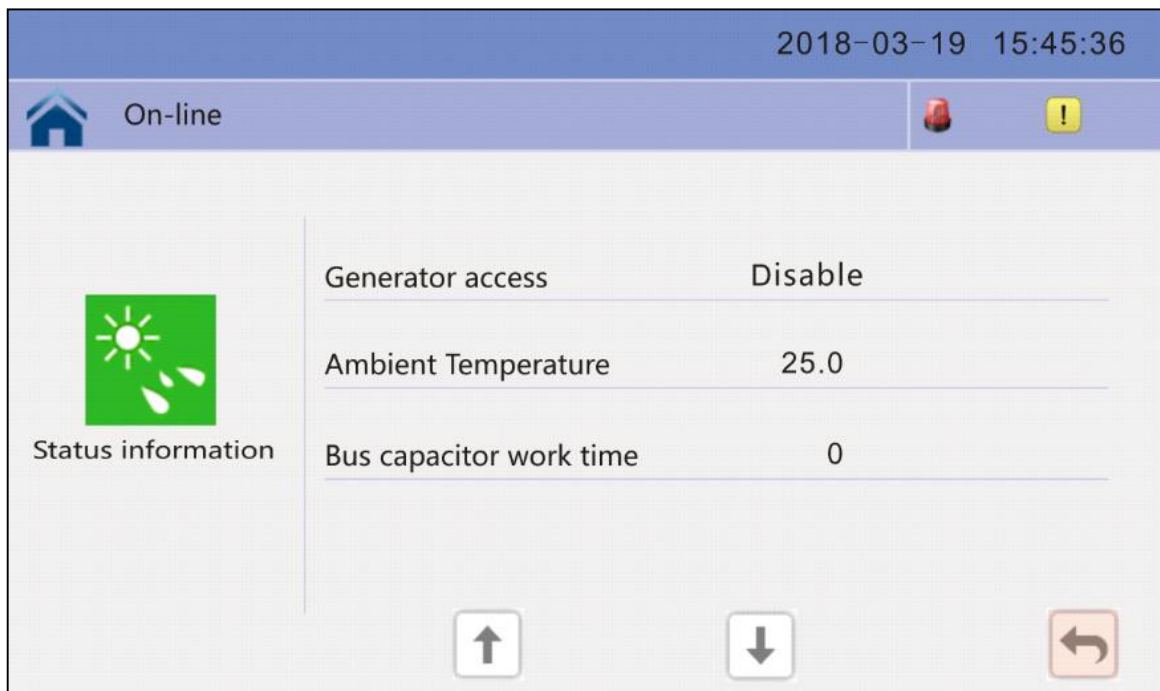 2018-03-19 15:45:36
On-line
!
Generator access Disable
Ambient Temperature 25.0
Status information
Bus capacitor work time 0